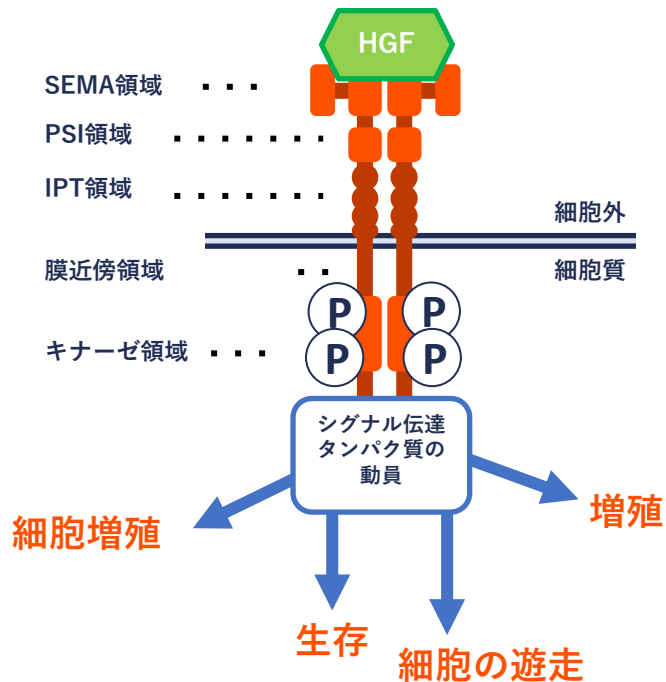 HGF
SEMA領域
PSI領域
IPT領域
細胞外
膜近傍領域
細胞質
P
P
キナーゼ領域
P
P
シグナル伝達
タンパク質の
動員
細胞増殖
増殖
生存
細胞の遊走